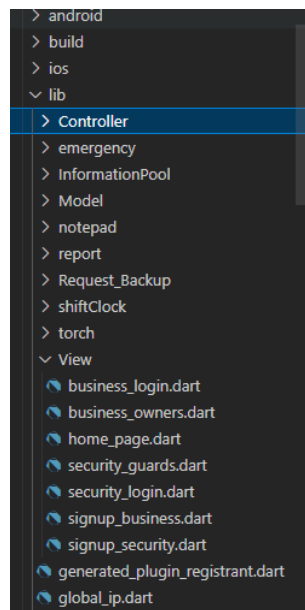 android
build
ios
lib
Controller
emergency
InformationPool
Model
notepad
report
Request_Backup
shiftClock
torch
View
business_login.dart
business_owners.dart
home_page.dart
security_guards.dart
security_login.dart
signup_business.dart
signup_security.dart
generated_plugin_registrant.dart
global_ip.dart